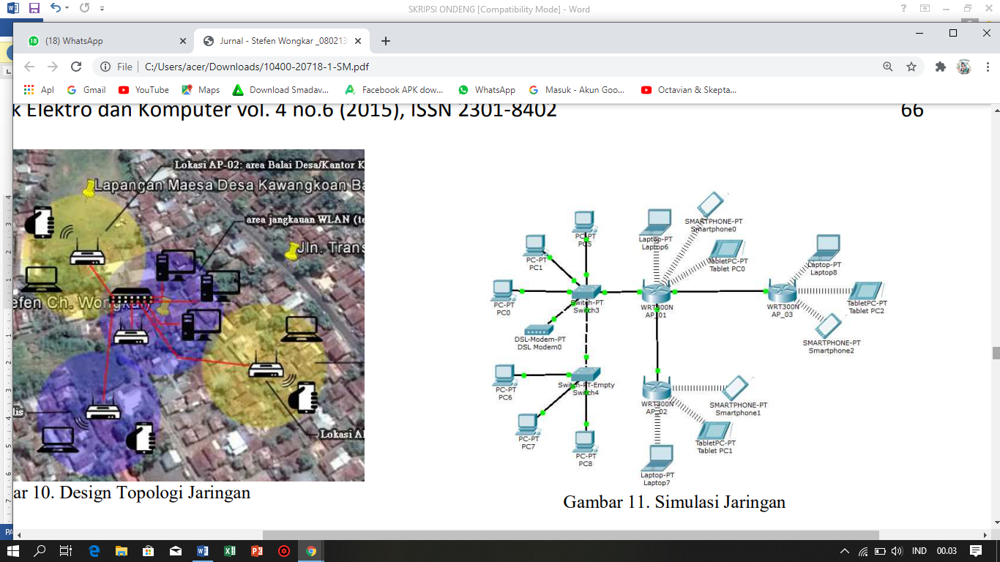 SKRIPSI ONDENG [Compatibility Mode] - Word
(18) WhatsApp
Jurnal - Stefen Wongkar _080213
File | C:/Users/acer/Downloads/10400-20718-1-SM.pdf
Apl Gmail YouTube Maps Download Smadav... Facebook APK dow... WhatsApp Masuk - Akun Goo... Octavian & Skepta...
k Elektro dan Komputer vol. 4 no.6 (2015), ISSN 2301-8402 66
Lokasi AP-02: area Balai Desa/Kantor K
Lapangan Maesa Desa Kawangkoan Ba
area jangkauan WLAN (te
Jln. Trans
efen Ch. Wongkar
lis
Lokasi A
ar 10. Design Topologi Jaringan
PC-PT
PC5
PC-PT
PC1
PC-PT
PC0
Switch-PT
Switch3
DSL-Modem-PT
DSL Modem0
PC-PT
PC6
Switch-PT-Empty
Switch4
PC-PT
PC7
PC-PT
PC8
Laptop-PT
Laptop6
SMARTPHONE-PT
Smartphone0
TabletPC-PT
Tablet PC0
WRT300N
AP_01
Laptop-PT
Laptop8
WRT300N
AP_03
TabletPC-PT
Tablet PC2
SMARTPHONE-PT
Smartphone2
WRT300N
AP_02
SMARTPHONE-PT
Smartphone1
TabletPC-PT
Tablet PC1
Laptop-PT
Laptop7
Gambar 11. Simulasi Jaringan
PA
IND 00.03